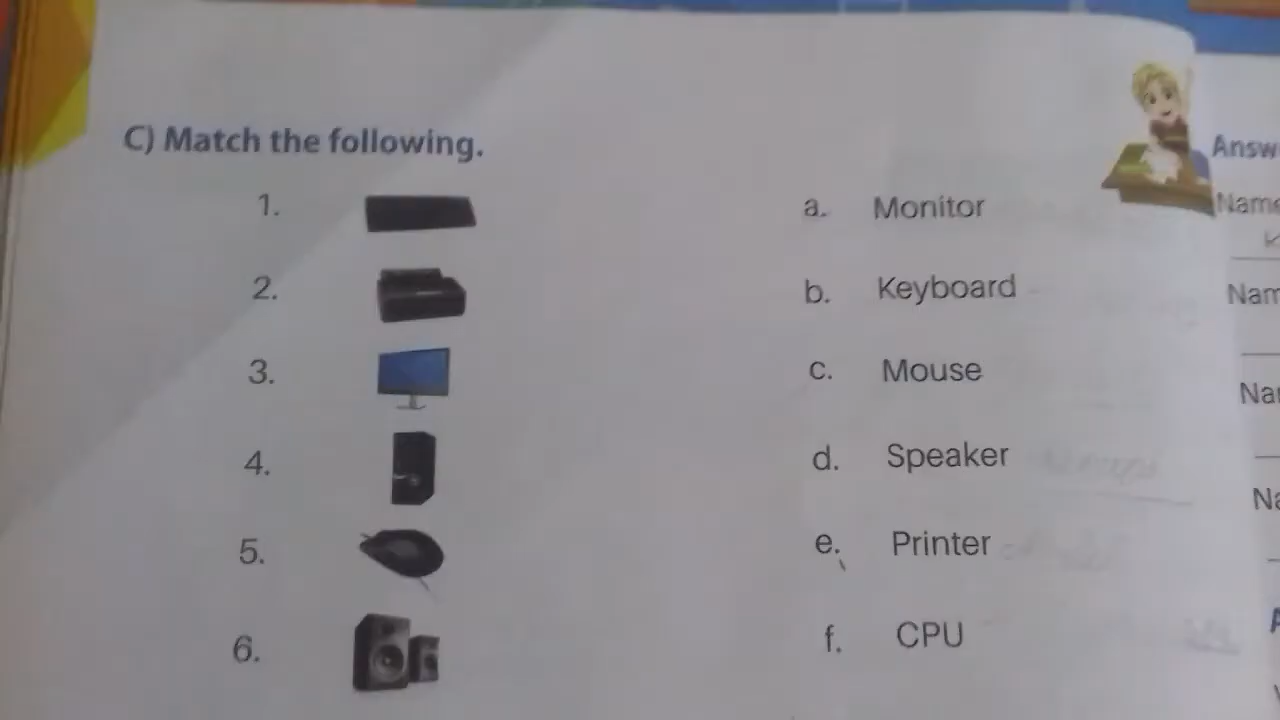 C) Match the following.
1. a. Monitor
2. b. Keyboard
3. c. Mouse
4. d. Speaker
5. e. Printer
6. f. CPU